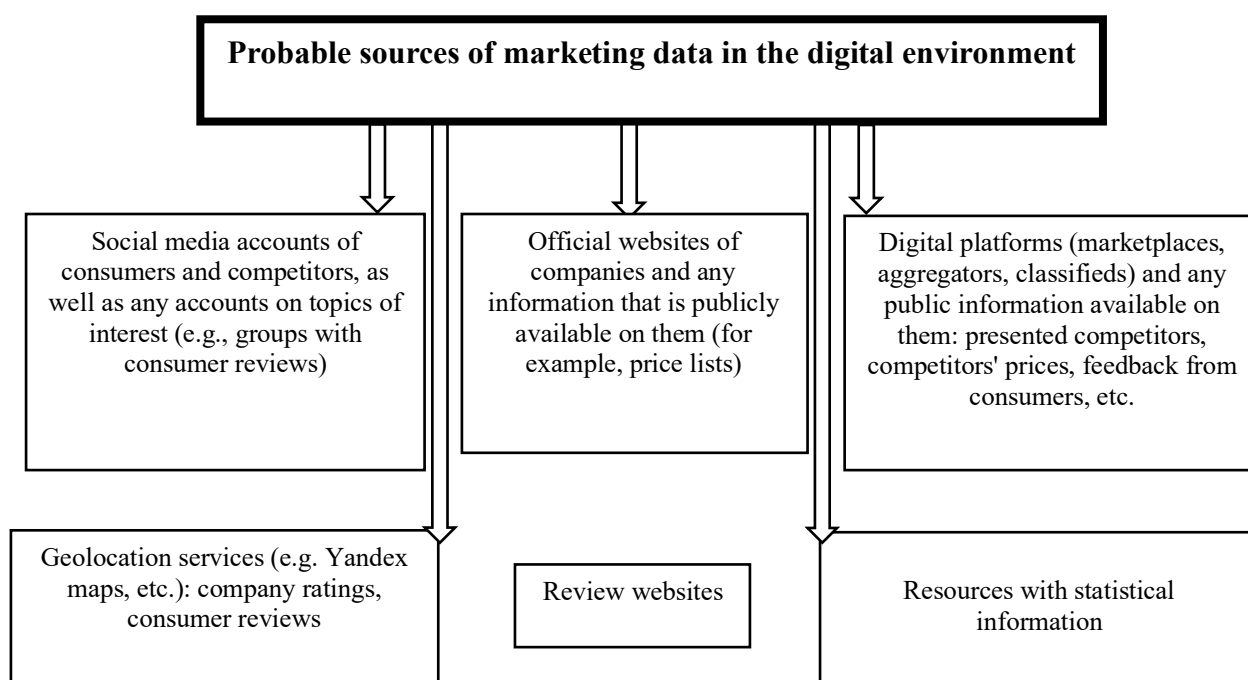 Probable sources of marketing data in the digital environment
Social media accounts of
consumers and competitors, as
well as any accounts on topics of
interest (e.g., groups with
consumer reviews)
Official websites of
companies and any
information that is publicly
available on them (for
example, price lists)
Digital platforms (marketplaces,
aggregators, classifieds) and any
public information available on
them: presented competitors,
competitors' prices, feedback from
consumers, etc.
Geolocation services (e.g. Yandex
maps, etc.): company ratings,
consumer reviews
Review websites
Resources with statistical
information